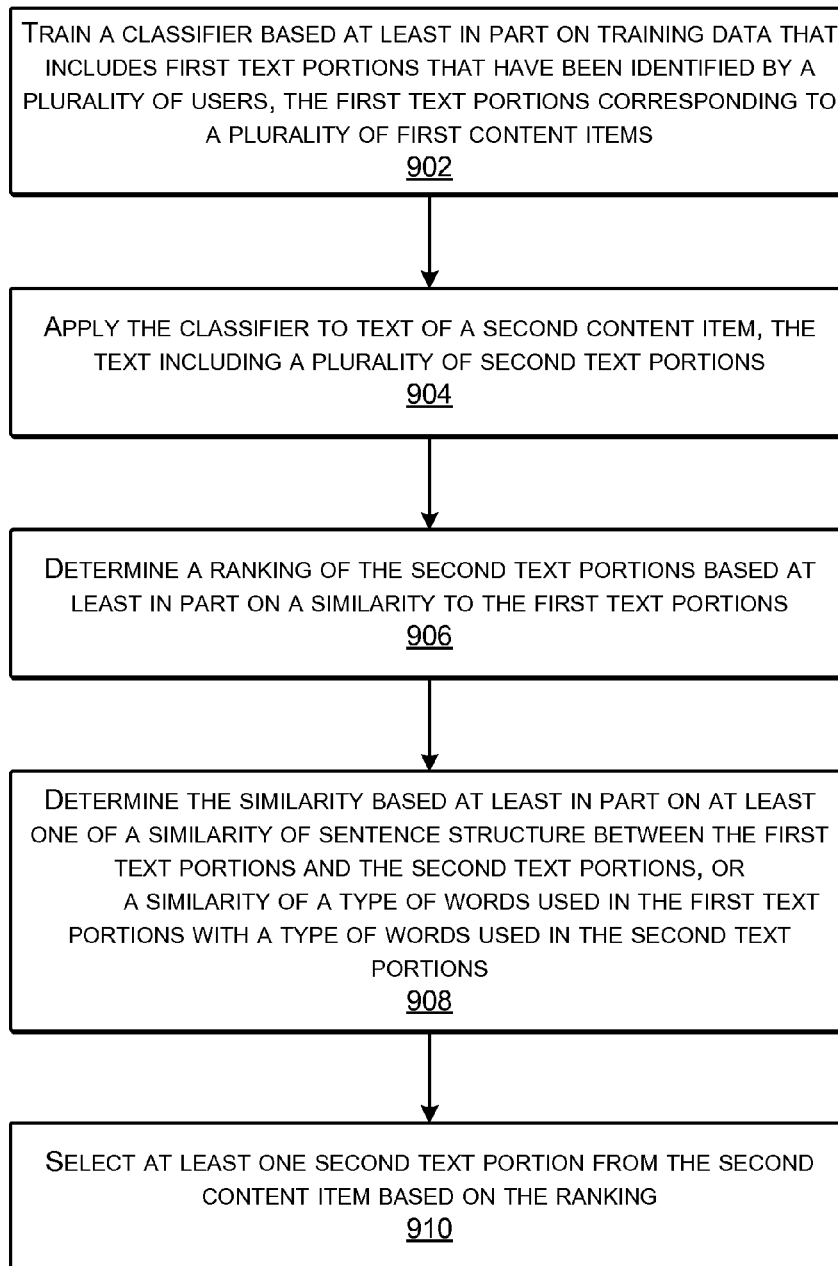 TRAIN A CLASSIFIER BASED AT LEAST IN PART ON TRAINING DATA THAT
INCLUDES FIRST TEXT PORTIONS THAT HAVE BEEN IDENTIFIED BY A
PLURALITY OF USERS, THE FIRST TEXT PORTIONS CORRESPONDING TO
A PLURALITY OF FIRST CONTENT ITEMS
902
APPLY THE CLASSIFIER TO TEXT OF A SECOND CONTENT ITEM, THE
TEXT INCLUDING A PLURALITY OF SECOND TEXT PORTIONS
904
DETERMINE A RANKING OF THE SECOND TEXT PORTIONS BASED AT
LEAST IN PART ON A SIMILARITY TO THE FIRST TEXT PORTIONS
906
DETERMINE THE SIMILARITY BASED AT LEAST IN PART ON AT LEAST
ONE OF A SIMILARITY OF SENTENCE STRUCTURE BETWEEN THE FIRST
TEXT PORTIONS AND THE SECOND TEXT PORTIONS, OR
A SIMILARITY OF A TYPE OF WORDS USED IN THE FIRST TEXT
PORTIONS WITH A TYPE OF WORDS USED IN THE SECOND TEXT
PORTIONS
908
SELECT AT LEAST ONE SECOND TEXT PORTION FROM THE SECOND
CONTENT ITEM BASED ON THE RANKING
910